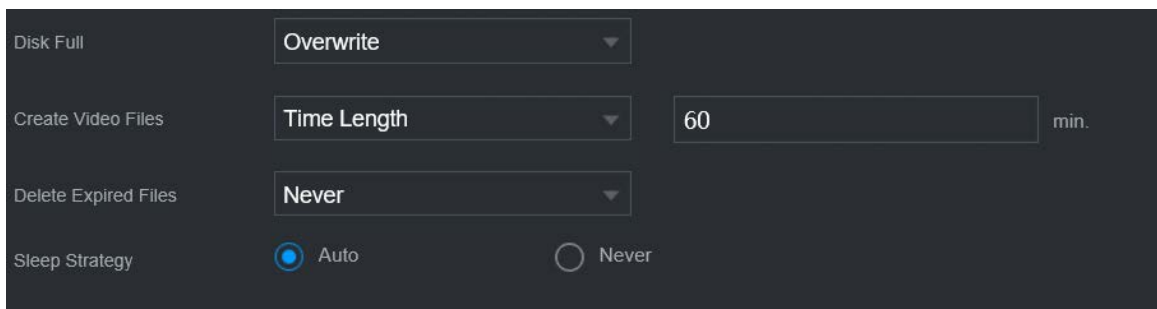 Disk Full Overwrite
Create Video Files Time Length 60 min.
Delete Expired Files Never
Sleep Strategy Auto Never